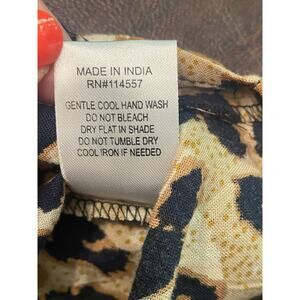 MADE IN INDIA
RN#114557
GENTLE COOL HAND WASH
DO NOT BLEACH
DRY FLAT IN SHADE
DO NOT TUMBLE DRY
COOL IRON IF NEEDED